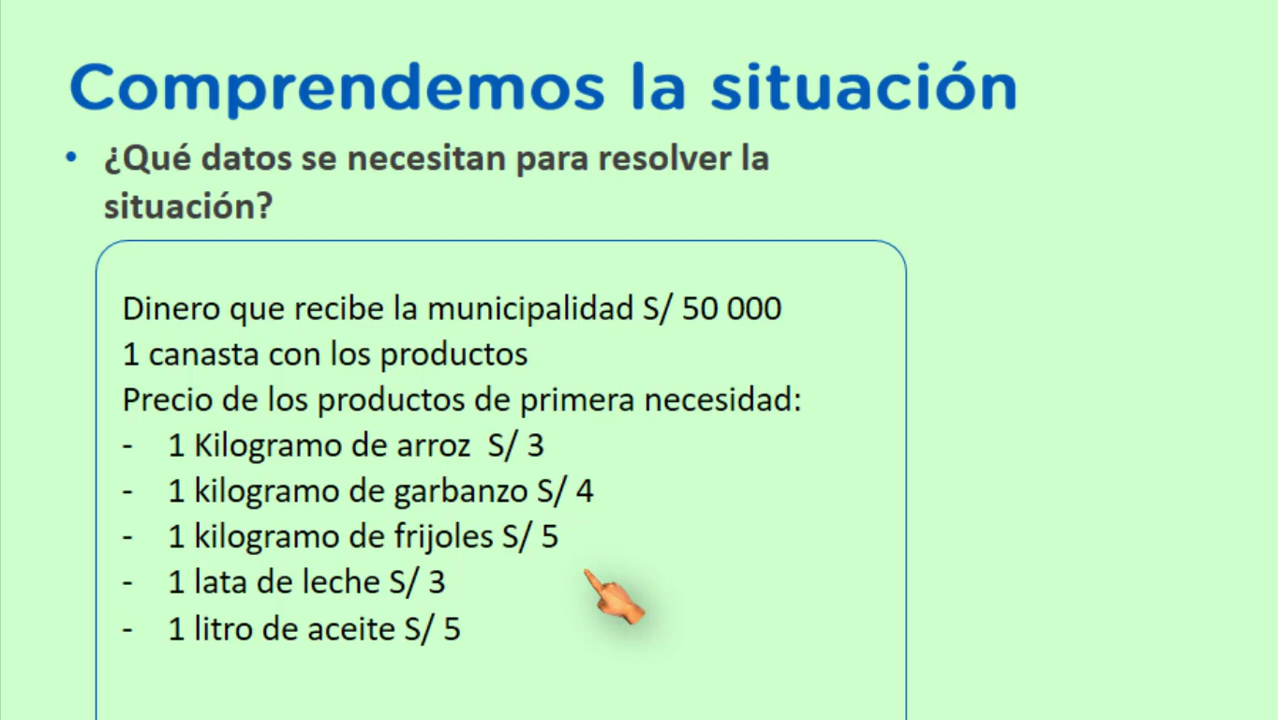 Comprendemos la situación
• ¿Qué datos se necesitan para resolver la
situación?
Dinero que recibe la municipalidad S/ 50 000
1 canasta con los productos
Precio de los productos de primera necesidad:
- 1 Kilogramo de arroz  S/ 3
- 1 kilogramo de garbanzo S/ 4
- 1 kilogramo de frijoles S/ 5
- 1 lata de leche S/ 3
- 1 litro de aceite S/ 5